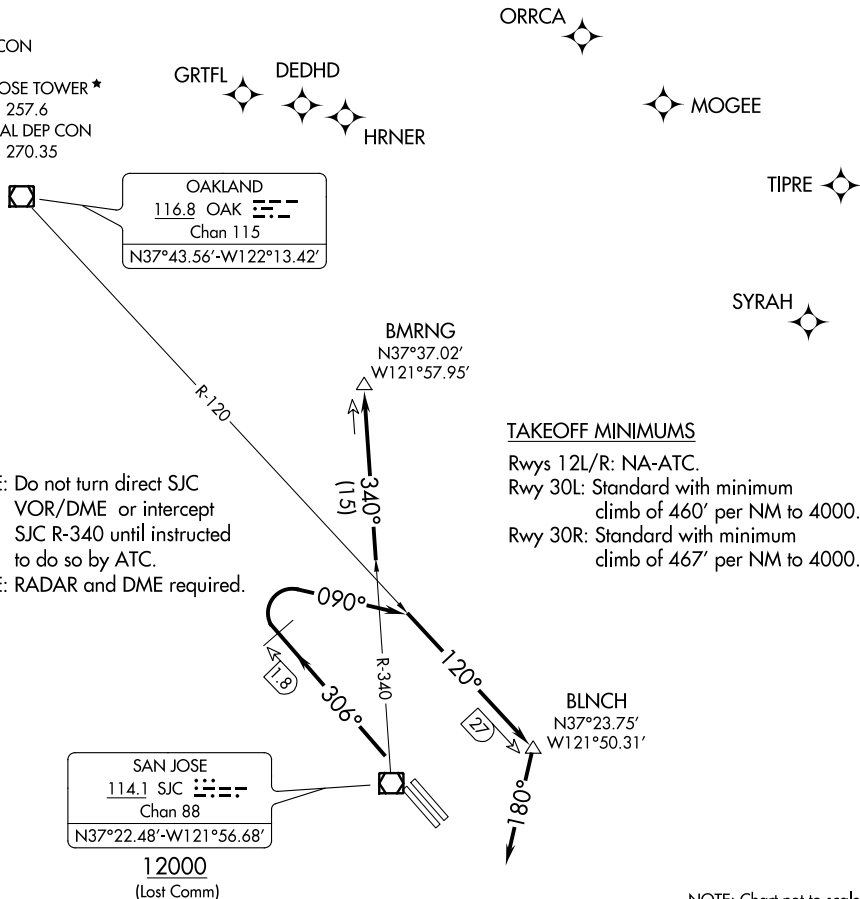 ORRCA
CON
OSE TOWER★
257.6
AL DEP CON
270.35
GRTFL
DEDHD
HRNER
MOGEE
TIPRE
SYRAH
OAKLAND
116.8 OAK
Chan 115
N37°43.56'-W122°13.42'
BMRNG
N37°37.02'
W121°57.95'
R-120
340°
(15)
TAKEOFF MINIMUMS
Rwys 12L/R: NA-ATC.
Rwy 30L: Standard with minimum
climb of 460' per NM to 4000.
Rwy 30R: Standard with minimum
climb of 467' per NM to 4000.
E: Do not turn direct SJC
VOR/DME or intercept
SJC R-340 until instructed
to do so by ATC.
E: RADAR and DME required.
090°
1.8
306°
R-340
120°
27
BLNCH
N37°23.75'
W121°50.31'
180°
SAN JOSE
114.1 SJC
Chan 88
N37°22.48'-W121°56.68'
12000
(Lost Comm)
NOTE: Chart not to scale